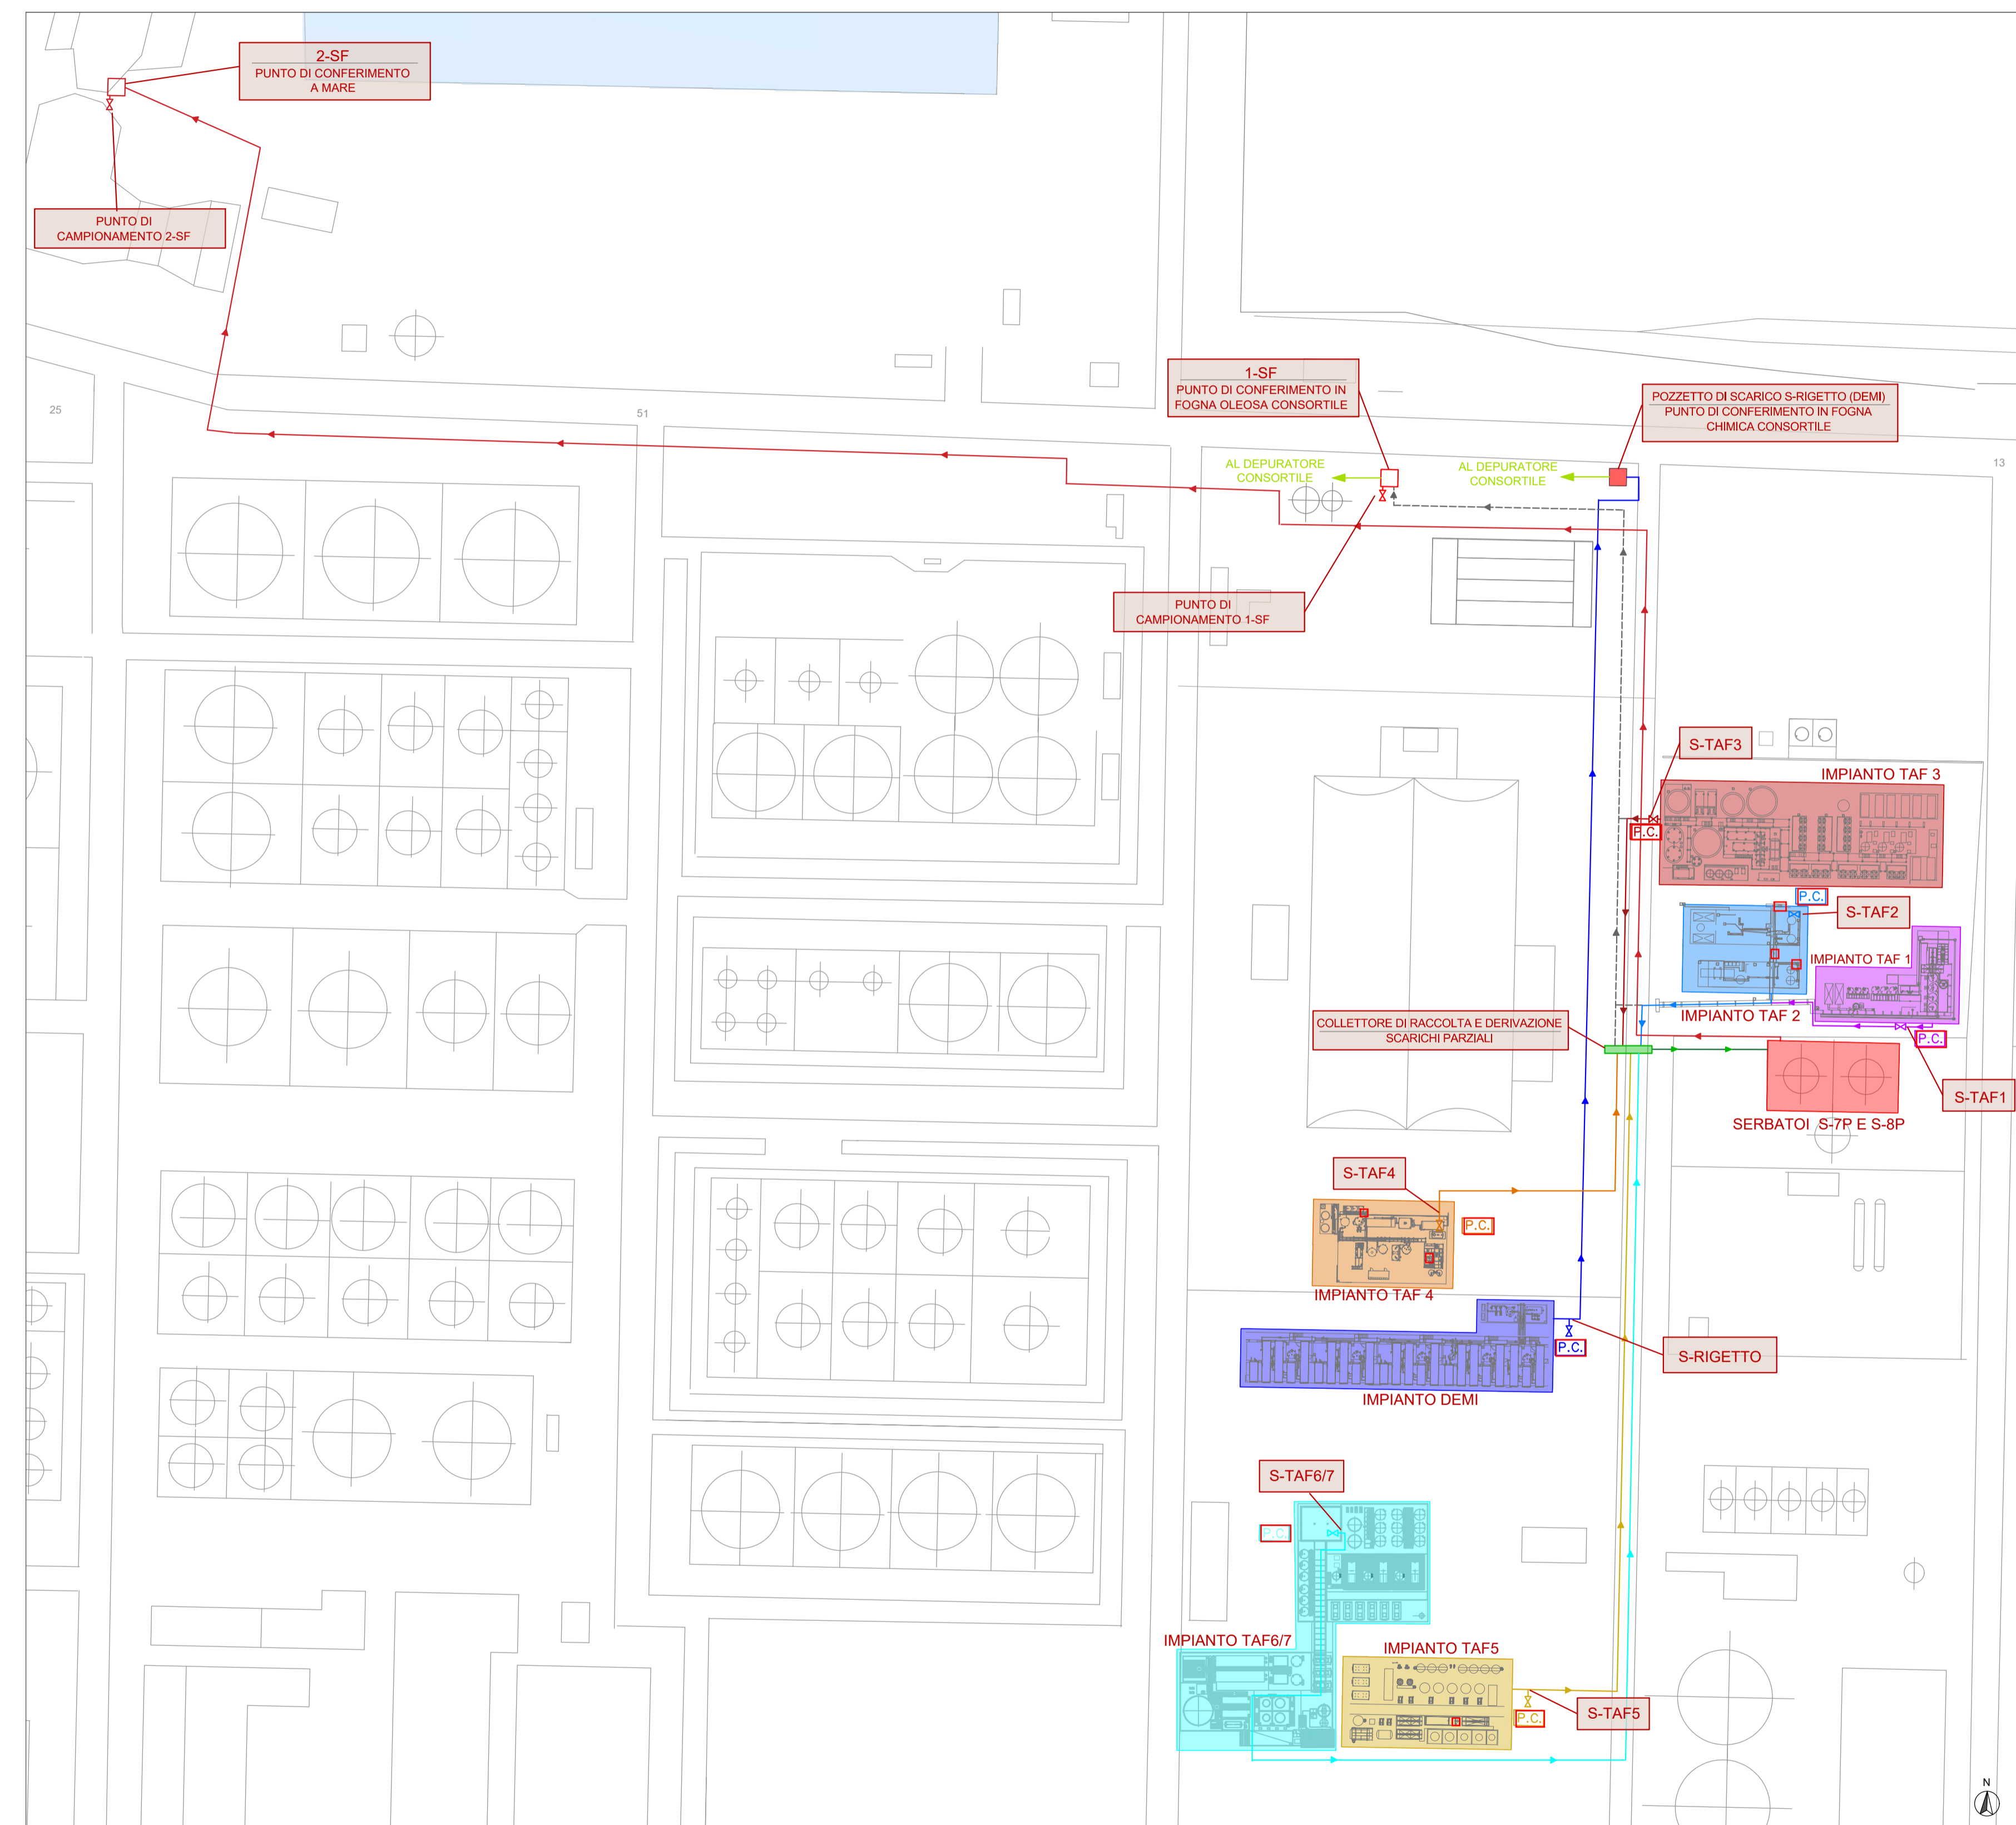 2-SF
PUNTO DI CONFERIMENTO
A MARE
PUNTO DI
CAMPIONAMENTO 2-SF
25
51
1-SF
PUNTO DI CONFERIMENTO IN
FOGNA OLEOSA CONSORTILE
POZZETTO DI SCARICO S-RIGETTO (DEMI)
PUNTO DI CONFERIMENTO IN FOGNA
CHIMICA CONSORTILE
AL DEPURATORE
CONSORTILE
AL DEPURATORE
CONSORTILE
13
PUNTO DI
CAMPIONAMENTO 1-SF
S-TAF3
IMPIANTO TAF 3
P.C.
P.C.
S-TAF2
IMPIANTO TAF 1
IMPIANTO TAF 2
COLLETTORE DI RACCOLTA E DERIVAZIONE
SCARICHI PARZIALI
P.C.
S-TAF1
SERBATOI S-7P E S-8P
S-TAF4
P.C.
IMPIANTO TAF 4
P.C.
S-RIGETTO
IMPIANTO DEMI
S-TAF6/7
P.C.
IMPIANTO TAF6/7
IMPIANTO TAF5
P.C.
S-TAF5
N